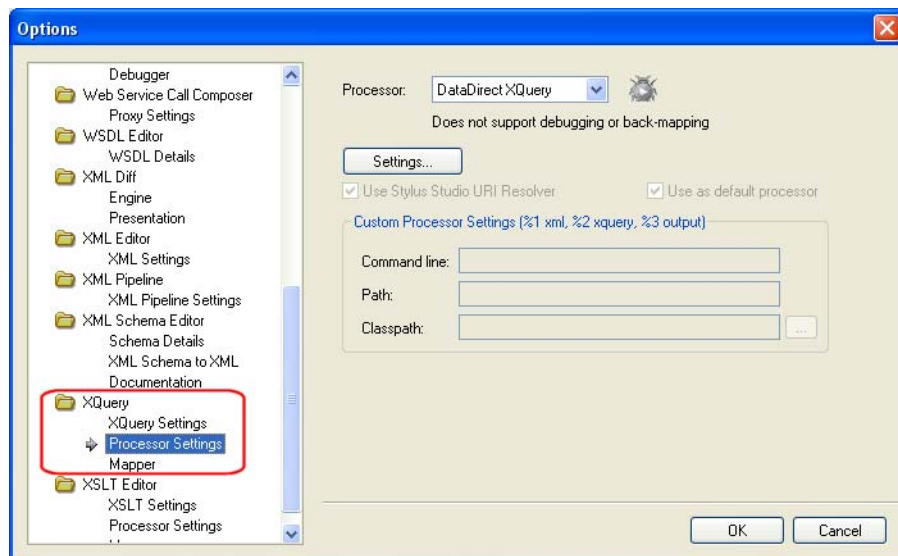 Options
Debugger
Web Service Call Composer
Proxy Settings
WSDL Editor
WSDL Details
XML Diff
Engine
Presentation
XML Editor
XML Settings
XML Pipeline
XML Pipeline Settings
XML Schema Editor
Schema Details
XML Schema to XML
Documentation
XQuery
XQuery Settings
Processor Settings
Mapper
XSLT Editor
XSLT Settings
Processor Settings
Processor: DataDirect XQuery
Does not support debugging or back-mapping
Settings...
Use Stylus Studio URI Resolver Use as default processor
Custom Processor Settings (%1 xml, %2 xquery, %3 output)
Command line:
Path:
Classpath: ...
OK Cancel